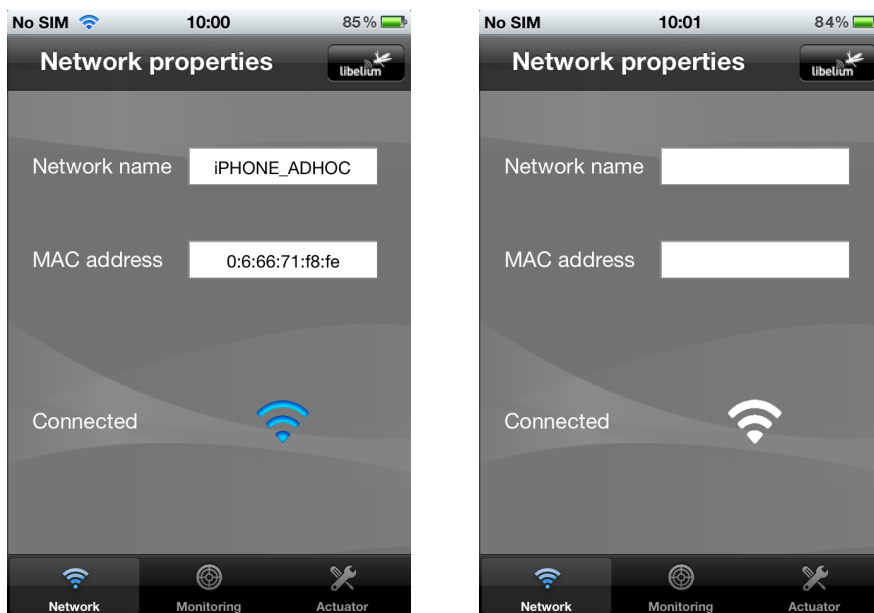 No SIM 10:00 85%
Network properties libelium
Network name iPHONE_ADHOC
MAC address 0:6:66:71:f8:fe
Connected
Network Monitoring Actuator
No SIM 10:01 84%
Network properties libelium
Network name
MAC address
Connected
Network Monitoring Actuator